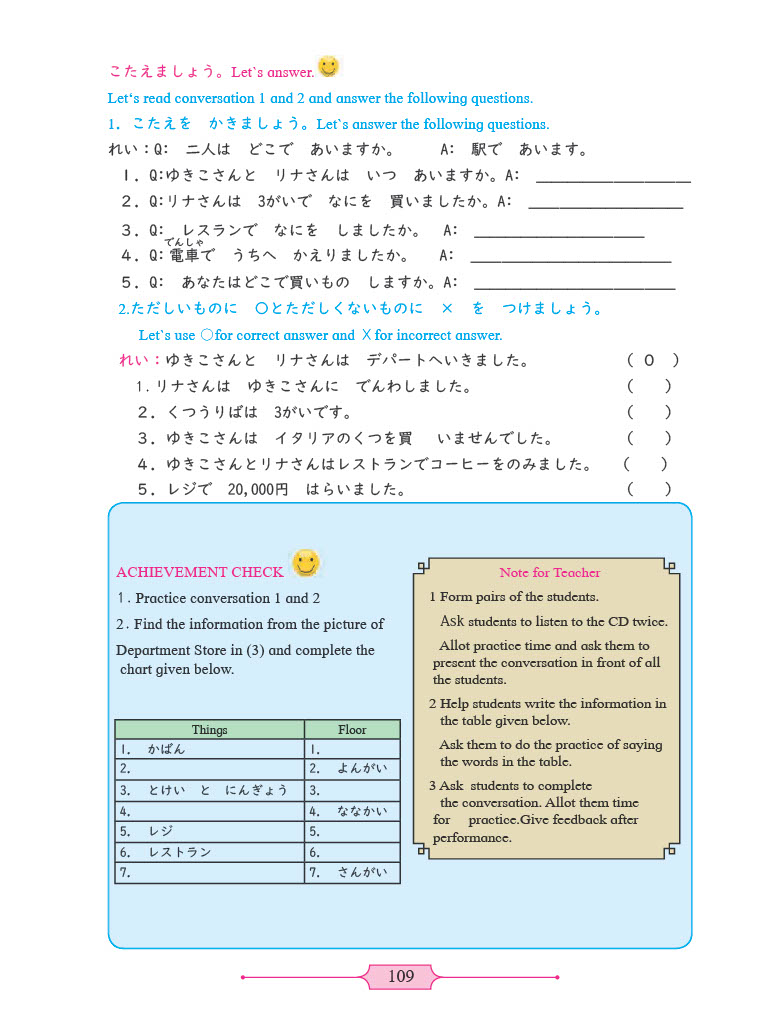 こたえましょう。Let`s answer.
Let‘s read conversation 1 and 2 and answer the following questions.
1．こたえを　かきましょう。Let`s answer the following questions.
れい：Q:　二人は　どこで　あいますか。　　A:　駅で　あいます。
１．Q:ゆきこさんと　リナさんは　いつ　あいますか。A:　____________________
２．Q:リナさんは　3がいで　なにを　買いましたか。A:　____________________
３．Q:　レスランで　なにを　しましたか。　A:　______________________
でんしゃ
４．Q:電車で　うちへ　かえりましたか。　　A:　__________________________
５．Q:　あなたはどこで買いもの　しますか。A:　__________________________
2.ただしいものに　〇とただしくないものに　×　を　つけましょう。
Let`s use ○for correct answer and Xfor incorrect answer.
れい：ゆきこさんと　リナさんは　デパートへいきました。　（ O ）
１.リナさんは　ゆきこさんに　でんわしました。　（　　）
２．くつうりばは　3がいです。　（　　）
３．ゆきこさんは　イタリアのくつを買　いませんでした。　（　　）
４．ゆきこさんとリナさんはレストランでコーヒーをのみました。　（　　）
５．レジで　20,000円　はらいました。　（　　）
ACHIEVEMENT CHECK
１. Practice conversation 1 and 2
２. Find the information from the picture of
Department Store in (3) and complete the
chart given below.
Things　Floor
1.　かばん　1.
2.　2.　よんがい
3.　とけい　と　にんぎょう　3.
4.　4.　ななかい
5.　レジ　5.
6.　レストラン　6.
7.　7.　さんがい
Note for Teacher
1 Form pairs of the students.
Ask students to listen to the CD twice.
Allot practice time and ask them to
present the conversation in front of all
the students.
2 Help students write the information in
the table given below.
Ask them to do the practice of saying
the words in the table.
3 Ask students to complete
the conversation. Allot them time
for practice.Give feedback after
performance.
109